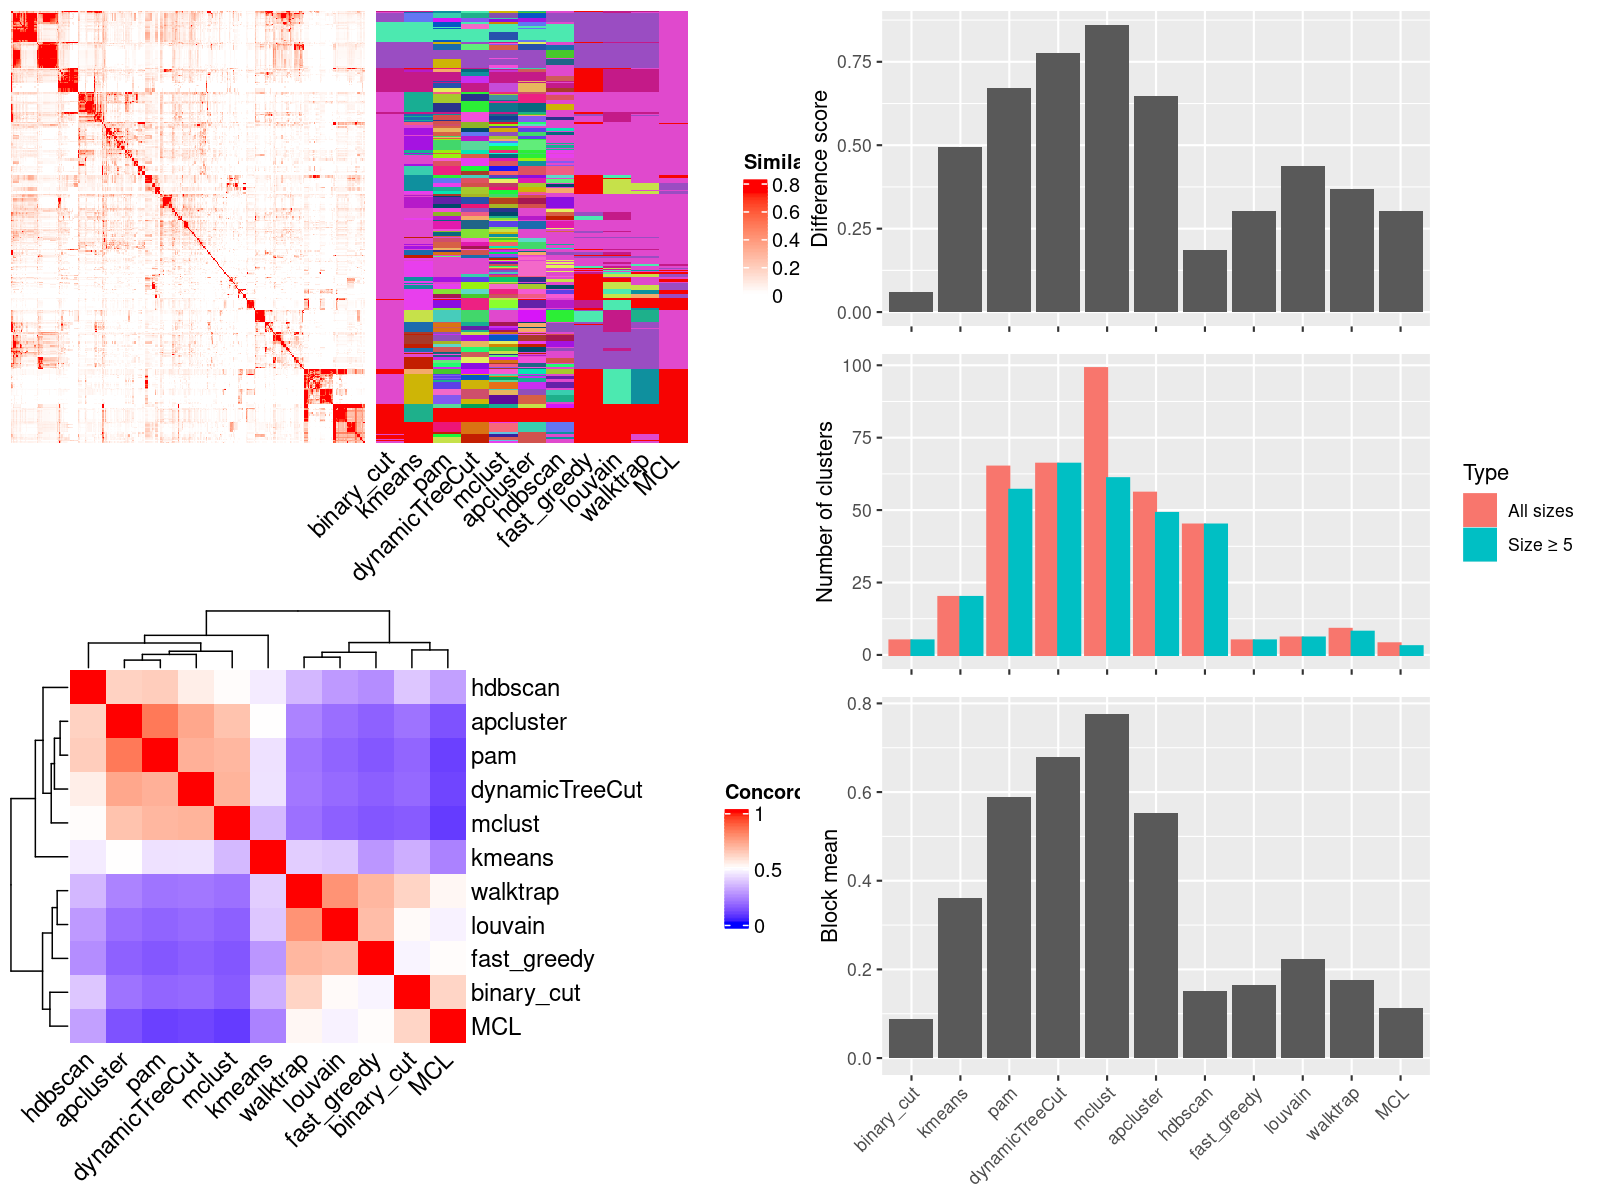 Simila
0.8
0.6
0.4
0.2
0
binary_cut
kmeans
pam
dynamicTreeCut
mclust
apcluster
hdbscan
fast_greedy
louvain
walktrap
MCL
hdbscan
apcluster
pam
dynamicTreeCut
mclust
kmeans
walktrap
louvain
fast_greedy
binary_cut
MCL
hdbscan
apcluster
pam
dynamicTreeCut
mclust
kmeans
walktrap
louvain
fast_greedy
binary_cut
MCL
Concord
1
0.5
0
Difference score
0.75
0.50
0.25
0.00
Number of clusters
100
75
50
25
0
Type
All sizes
Size ≥ 5
Block mean
0.8
0.6
0.4
0.2
0.0
binary_cut
kmeans
pam
dynamicTreeCut
mclust
apcluster
hdbscan
fast_greedy
louvain
walktrap
MCL